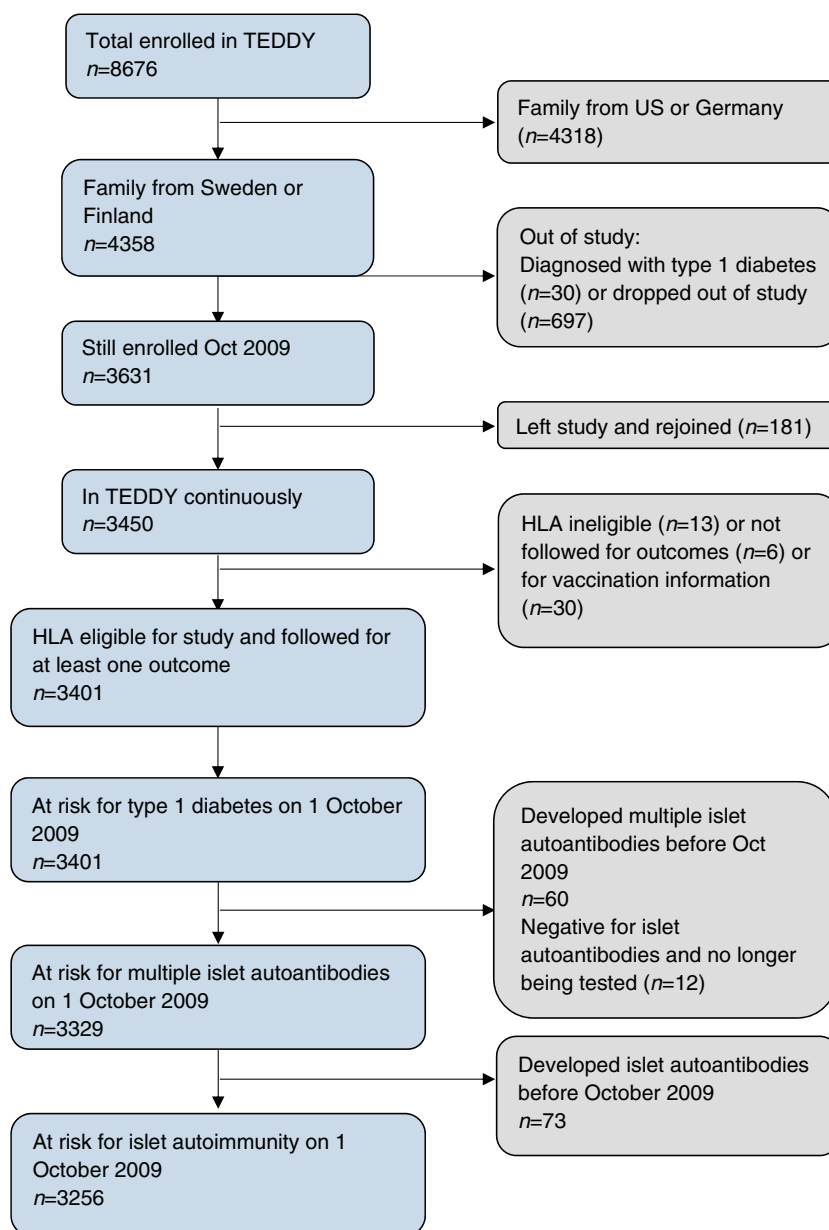 Total enrolled in TEDDY
n=8676
Family from US or Germany
(n=4318)
Family from Sweden or
Finland
n=4358
Out of study:
Diagnosed with type 1 diabetes
(n=30) or dropped out of study
(n=697)
Still enrolled Oct 2009
n=3631
Left study and rejoined (n=181)
In TEDDY continuously
n=3450
HLA ineligible (n=13) or not
followed for outcomes (n=6) or
for vaccination information
(n=30)
HLA eligible for study and followed for
at least one outcome
n=3401
At risk for type 1 diabetes on 1 October
2009
n=3401
Developed multiple islet
autoantibodies before Oct
2009
n=60
Negative for islet
autoantibodies and no longer
being tested (n=12)
At risk for multiple islet autoantibodies
on 1 October 2009
n=3329
Developed islet autoantibodies
before October 2009
n=73
At risk for islet autoimmunity on 1
October 2009
n=3256